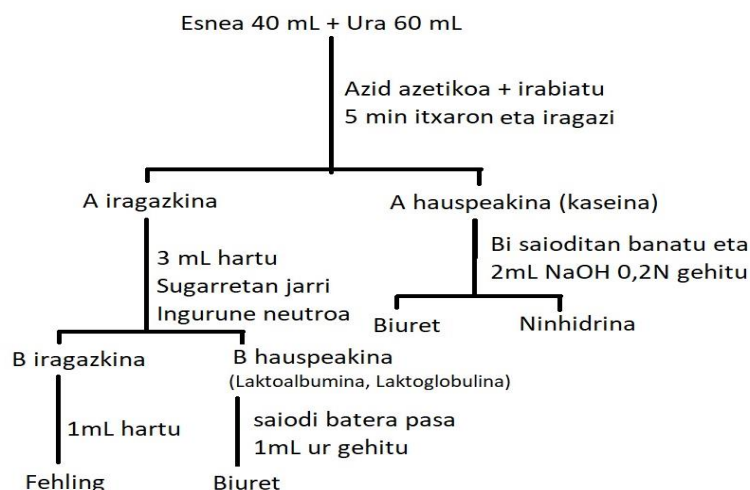 Esnea 40 mL + Ura 60 mL
Azid azetikoa + irabiatu
5 min itxaron eta iragazi
A iragazkina
A hauspeakina (kaseina)
3 mL hartu
Sugarretan jarri
Ingurune neutroa
Bi saioditan banatu eta
2mL NaOH 0,2N gehitu
Biuret
Ninhidrina
B iragazkina
B hauspeakina
(Laktoalbumina, Laktoglobulina)
1mL hartu
saiodi batera pasa
1mL ur gehitu
Fehling
Biuret